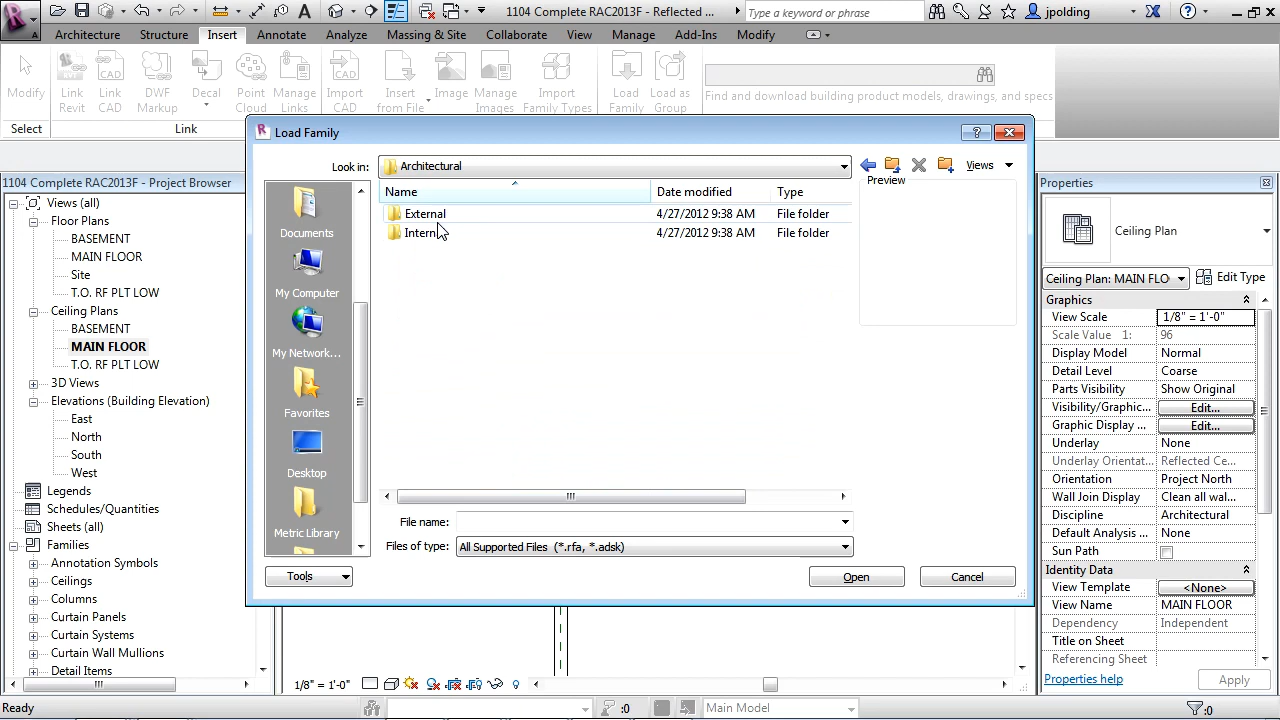 1104 Complete RAC2013F - Reflected ...
Type a keyword or phrase
jpolding
Architecture
Structure
Insert
Annotate
Analyze
Massing & Site
Collaborate
View
Manage
Add-Ins
Modify
Modify
Link Revit
Link CAD
DWF Markup
Decal
Point Cloud
Manage Links
Import CAD
Insert from File
Image
Manage Images
Import Family Types
Load Family
Load as Group
Find and download building product models, drawings, and specs
Select
Link
Load Family
Look in:
Architectural
Views
Name
Date modified
Type
Preview
External
4/27/2012 9:38 AM
File folder
4/27/2012 9:38 AM
File folder
Documents
My Computer
My Network...
Favorites
Desktop
Metric Library
File name:
Files of type:
All Supported Files (*.rfa, *.adsk)
Tools
Open
Cancel
1104 Complete RAC2013F - Project Browser
Views (all)
Floor Plans
BASEMENT
MAIN FLOOR
Site
T.O. RF PLT LOW
Ceiling Plans
BASEMENT
MAIN FLOOR
T.O. RF PLT LOW
3D Views
Elevations (Building Elevation)
East
North
South
West
Legends
Schedules/Quantities
Sheets (all)
Families
Annotation Symbols
Ceilings
Columns
Curtain Panels
Curtain Systems
Curtain Wall Mullions
Detail Items
Properties
Ceiling Plan
Ceiling Plan: MAIN FLO
Edit Type
Graphics
View Scale
1/8" = 1'-0"
Scale Value 1:
96
Display Model
Normal
Detail Level
Coarse
Parts Visibility
Show Original
Visibility/Graphic...
Edit...
Graphic Display ...
Edit...
Underlay
None
Underlay Orientat...
Reflected Ce...
Orientation
Project North
Wall Join Display
Clean all wal...
Discipline
Architectural
Default Analysis ...
None
Sun Path
Identity Data
View Template
<None>
View Name
MAIN FLOOR
Dependency
Independent
Title on Sheet
Referencing Sheet
Properties help
Apply
1/8" = 1'-0"
Ready
:0
Main Model
:0